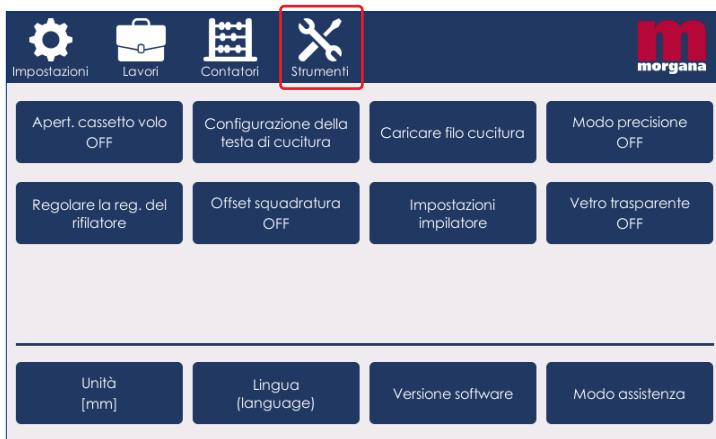 Impostazioni
Lavori
Contatori
Strumenti
m
morgana
Apert. cassetto volo
OFF
Configurazione della
testa di cucitura
Caricare filo cucitura
Modo precisione
OFF
Regolare la reg. del
rifilatore
Offset squadratura
OFF
Impostazioni
impilatore
Vetro trasparente
OFF
Unità
[mm]
Lingua
(language)
Versione software
Modo assistenza